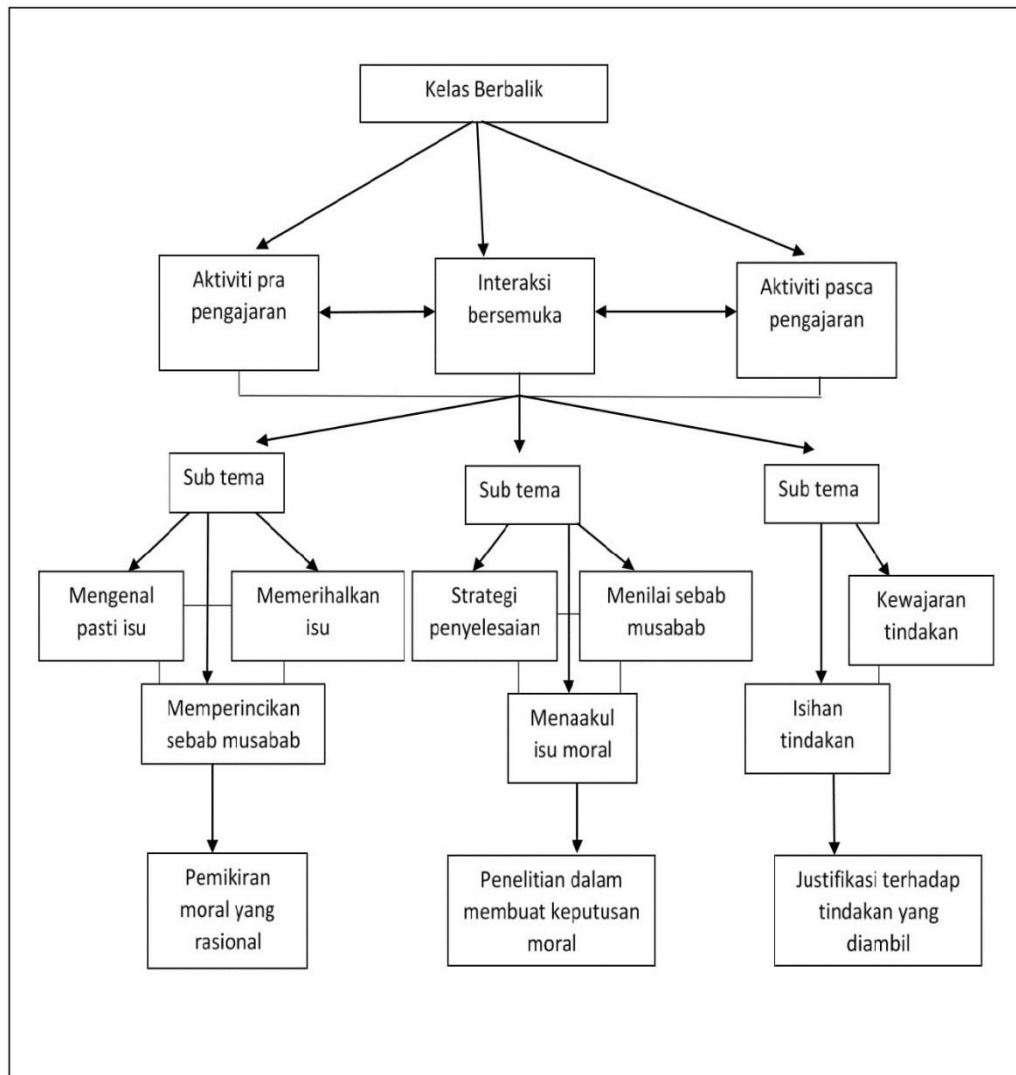 Kelas Berbalik
Aktiviti pra
pengajaran
Interaksi
bersemuka
Aktiviti pasca
pengajaran
Sub tema
Sub tema
Sub tema
Mengenal
pasti isu
Memerihalkan
isu
Strategi
penyelesaian
Menilai sebab
musabab
Kewajaran
tindakan
Memperincikan
sebab musabab
Menaakul
isu moral
Isihan
tindakan
Pemikiran
moral yang
rasional
Penelitian dalam
membuat keputusan
moral
Justifikasi terhadap
tindakan yang
diambil